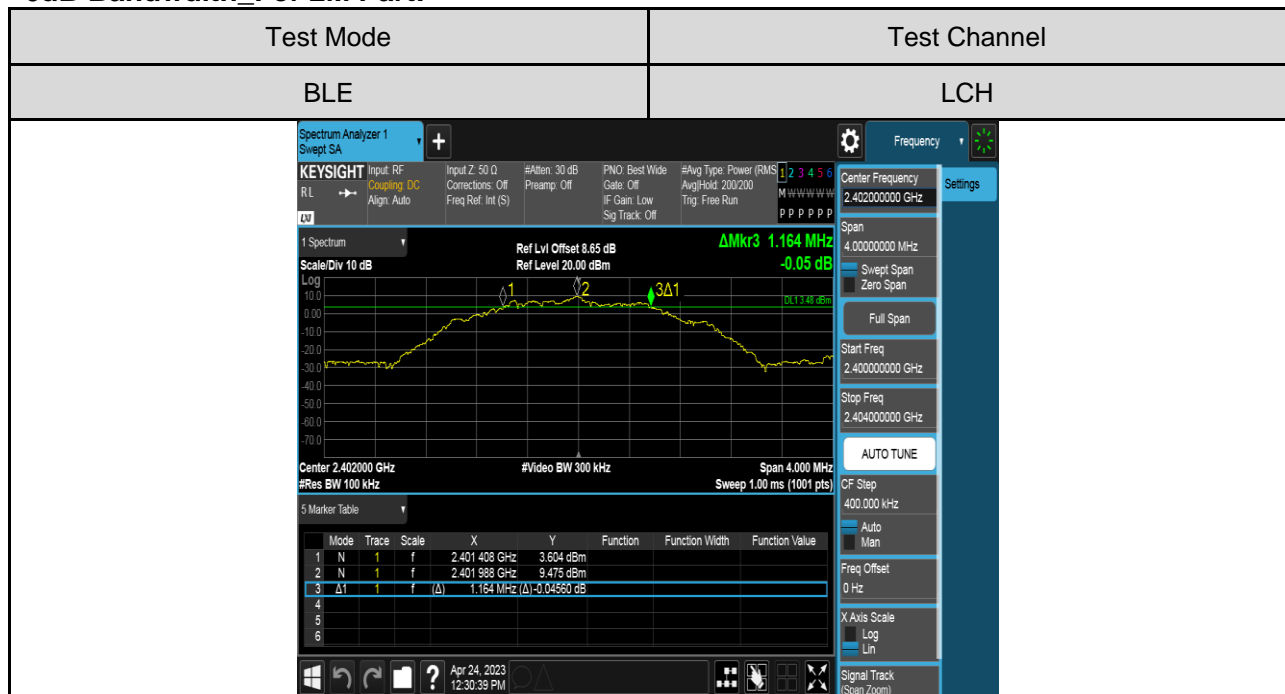 Test Mode
Test Channel
BLE
LCH
Spectrum Analyzer 1
Swept SA
Frequency
KEYSIGHT
RL
LXI
Input: RF
Coupling: DC
Align: Auto
Input Z: 50 Ω
Corrections: Off
Freq Ref: Int (S)
#Atten: 30 dB
Preamp: Off
PNO: Best Wide
Gate: Off
IF Gain: Low
Sig Track: Off
#Avg Type: Power (RMS
Avg|Hold: 200/200
Trig: Free Run
1 2 3 4 5 6
M W W W W W
P P P P P P
1 Spectrum
Scale/Div 10 dB
Ref Lvl Offset 8.65 dB
Ref Level 20.00 dBm
ΔMkr3 1.164 MHz
-0.05 dB
Log
10.0
0.00
-10.0
-20.0
-30.0
-40.0
-50.0
-60.0
-70.0
1
2
3Δ1
DL1 3.48 dBm
Center 2.402000 GHz
#Video BW 300 kHz
Span 4.000 MHz
#Res BW 100 kHz
Sweep 1.00 ms (1001 pts)
5 Marker Table
Mode Trace Scale X Y Function Function Width Function Value
1 N 1 f 2.401 408 GHz 3.604 dBm
2 N 1 f 2.401 988 GHz 9.475 dBm
3 Δ1 1 f (Δ) 1.164 MHz (Δ) -0.04560 dB
4
5
6
Apr 24, 2023
12:30:39 PM
Center Frequency
2.402000000 GHz
Settings
Span
4.00000000 MHz
Swept Span
Zero Span
Full Span
Start Freq
2.400000000 GHz
Stop Freq
2.404000000 GHz
AUTO TUNE
CF Step
400.000 kHz
Auto
Man
Freq Offset
0 Hz
X Axis Scale
Log
Lin
Signal Track
(Span Zoom)